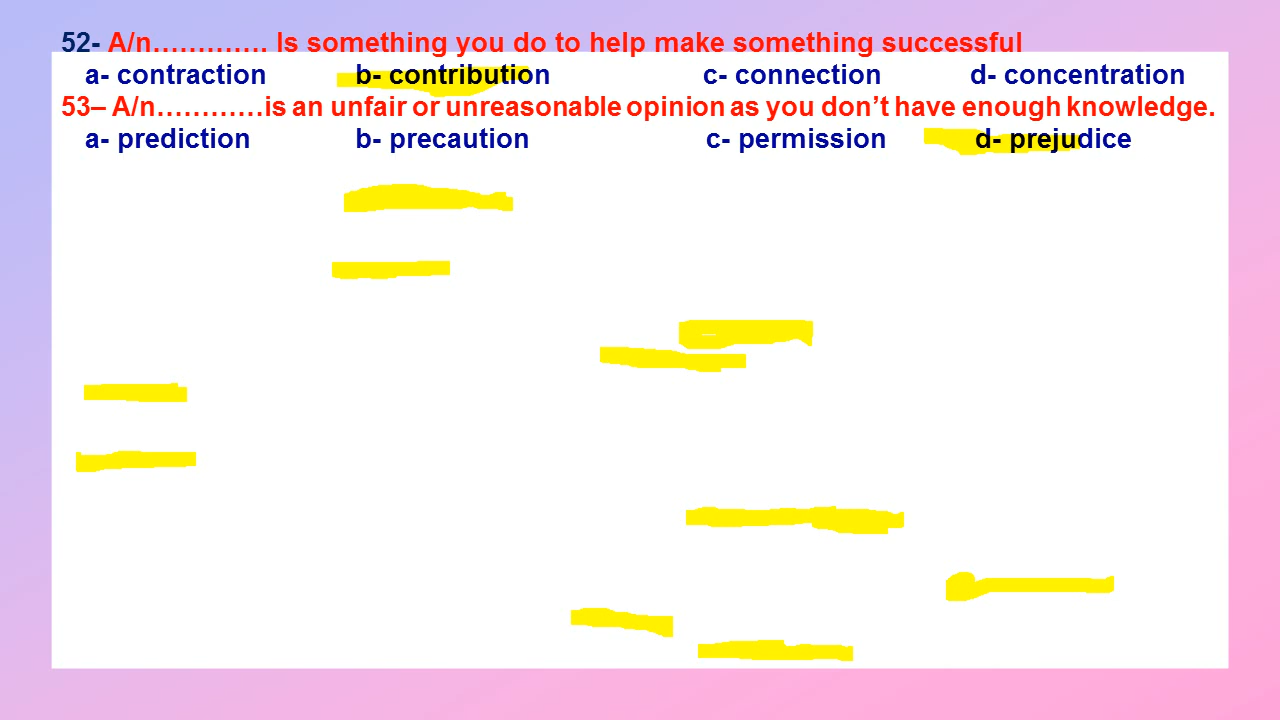 52- A/n…………. Is something you do to help make something successful
a- contraction b- contribution c- connection d- concentration
53– A/n…………is an unfair or unreasonable opinion as you don’t have enough knowledge.
a- prediction b- precaution c- permission d- prejudice